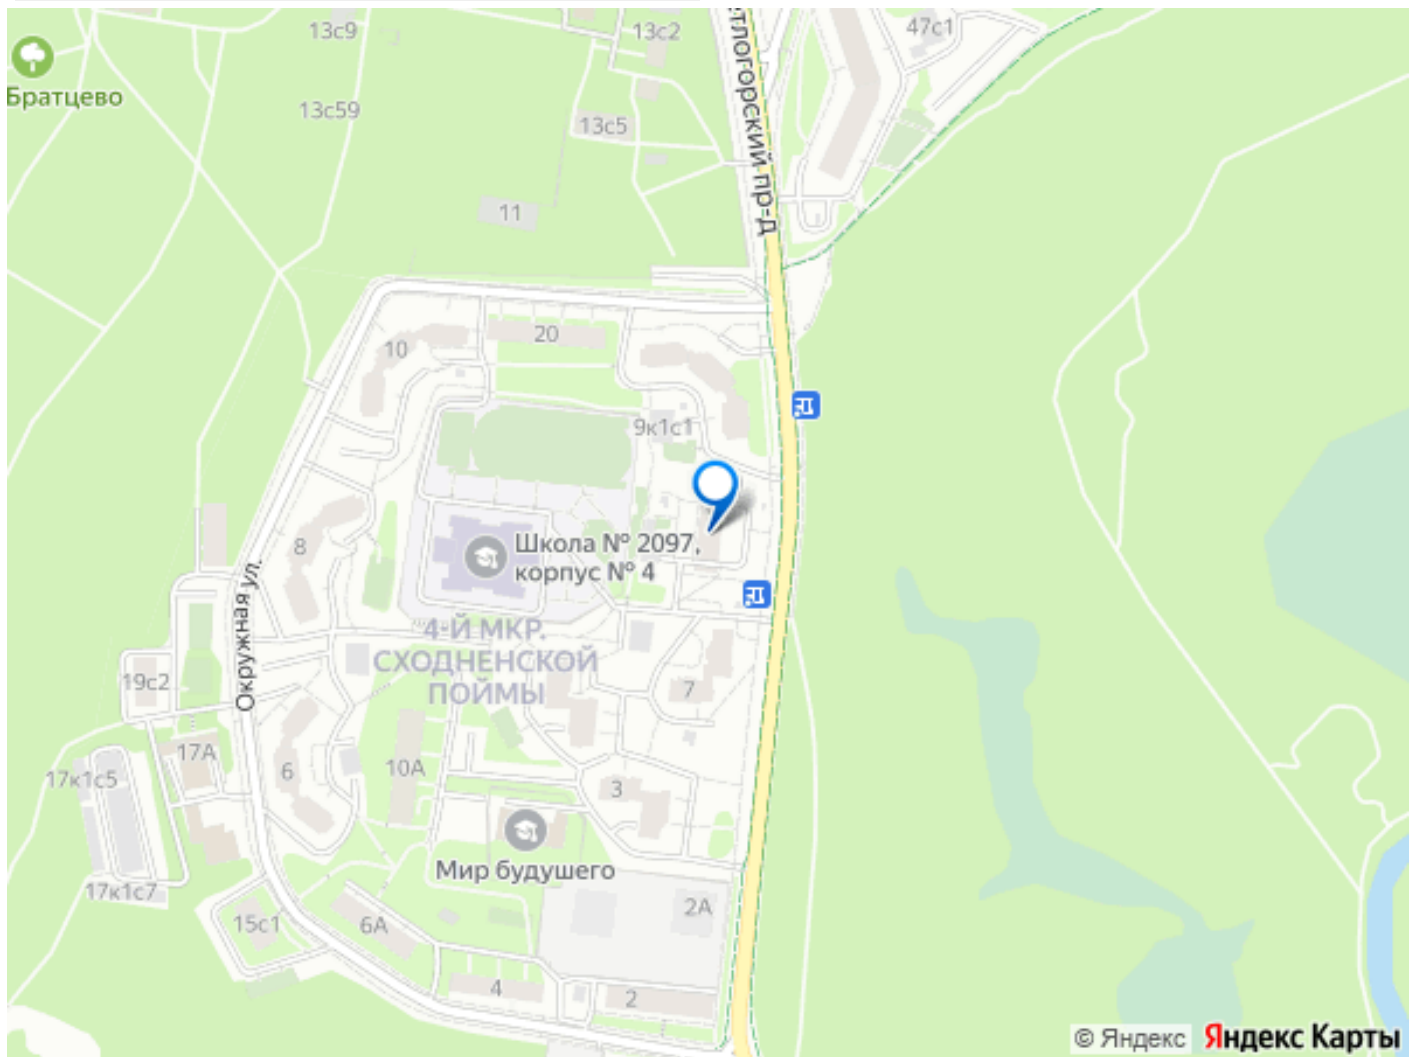 13с9
13с2
47с1
Братцево
13с59
13с5
тлогорский пр-д
11
20
10
9к1с1
Школа № 2097,
корпус № 4
8
Окружная ул.
4-Й МКР.
СХОДНЕНСКОЙ
ПОЙМЫ
19с2
7
17А
17к1с5
6
10А
3
Мир будушего
17к1с7
2А
15с1
6А
4
2
© Яндекс
Яндекс Карты